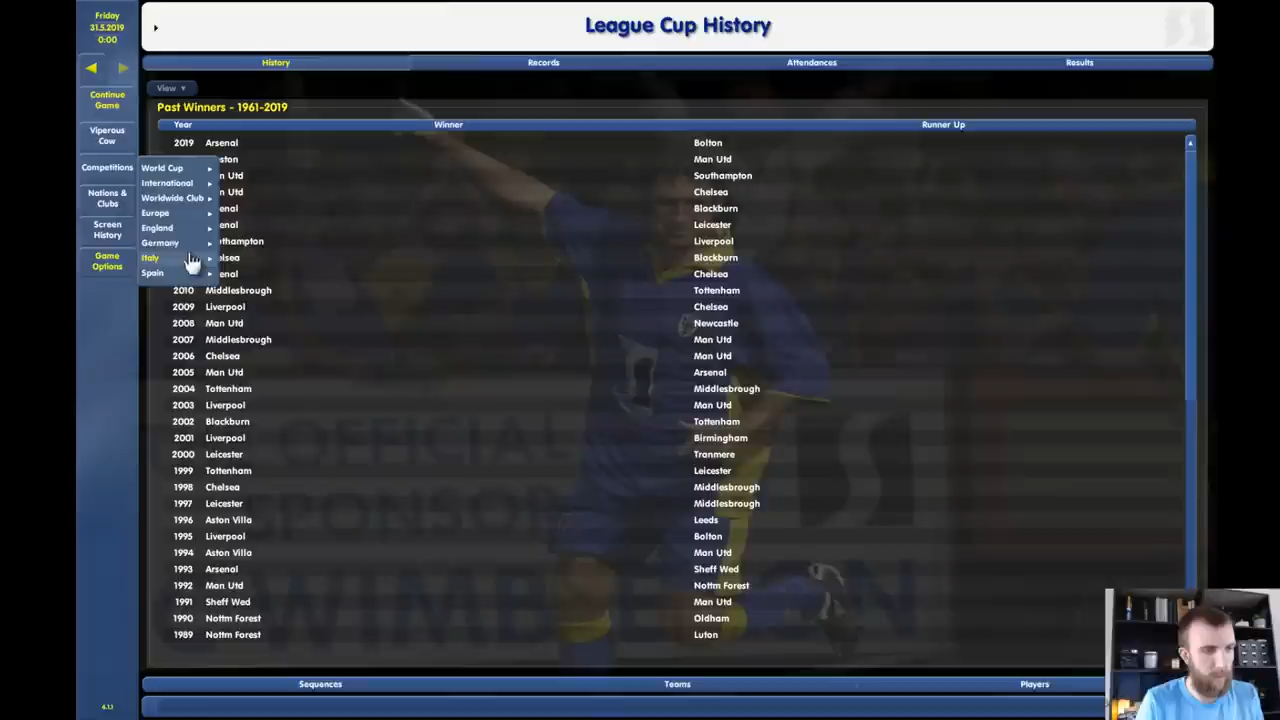 Friday
31.5.2019
0:00
League Cup History
History
Records
Attendances
Results
Continue
Game
View
Past Winners - 1961-2019
Year Winner Runner Up
Viperous
Cow
2019 Arsenal Bolton
Competitions
World Cup
International
Worldwide Club
Europe
England
Germany
Italy
Spain
Nations &
Clubs
Screen
History
Game
Options
Man Utd
Southampton
Chelsea
Blackburn
Leicester
Liverpool
Blackburn
Chelsea
2010 Middlesbrough Tottenham
2009 Liverpool Chelsea
2008 Man Utd Newcastle
2007 Middlesbrough Man Utd
2006 Chelsea Man Utd
2005 Man Utd Arsenal
2004 Tottenham Middlesbrough
2003 Liverpool Man Utd
2002 Blackburn Tottenham
2001 Liverpool Birmingham
2000 Leicester Tranmere
1999 Tottenham Leicester
1998 Chelsea Middlesbrough
1997 Leicester Middlesbrough
1996 Aston Villa Leeds
1995 Liverpool Bolton
1994 Aston Villa Man Utd
1993 Arsenal Sheff Wed
1992 Man Utd Nottm Forest
1991 Sheff Wed Man Utd
1990 Nottm Forest Oldham
1989 Nottm Forest Luton
OFFICIAL
SPONSOR
Sequences
Teams
Players
4.1.1